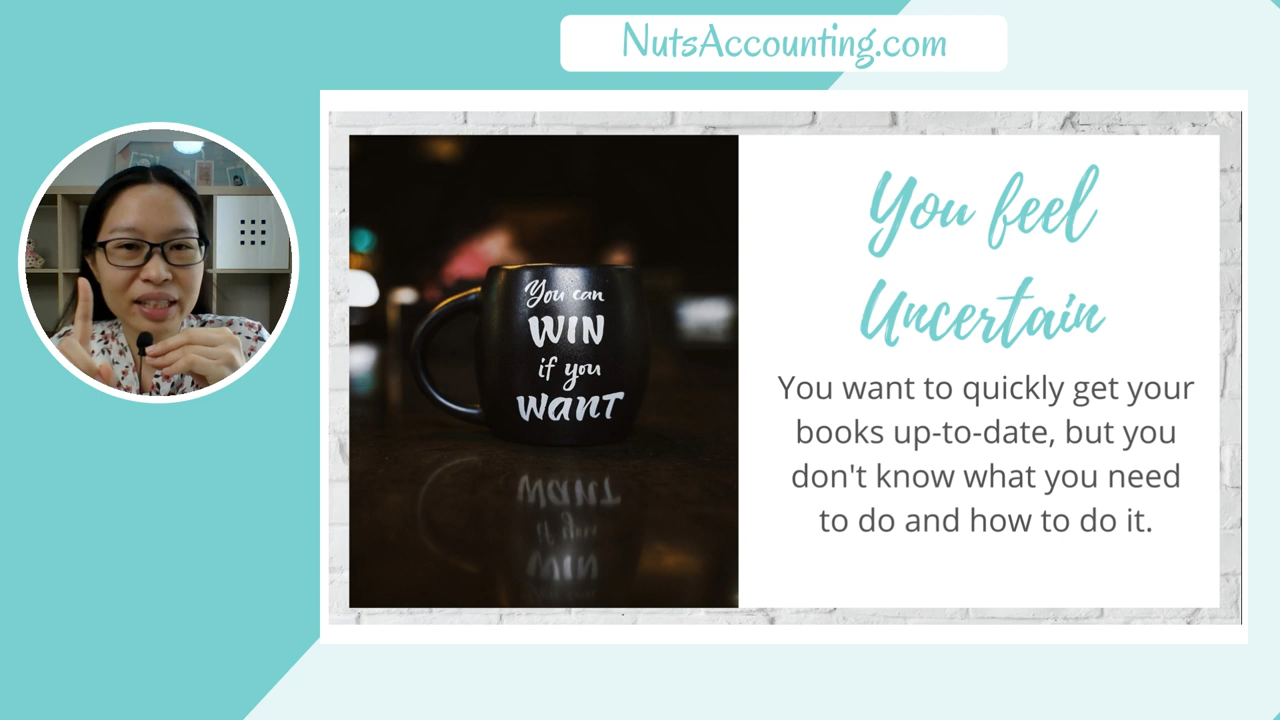 NutsAccounting.com
You can
WIN
if you
WANT
You feel
Uncertain
You want to quickly get your
books up-to-date, but you
don't know what you need
to do and how to do it.